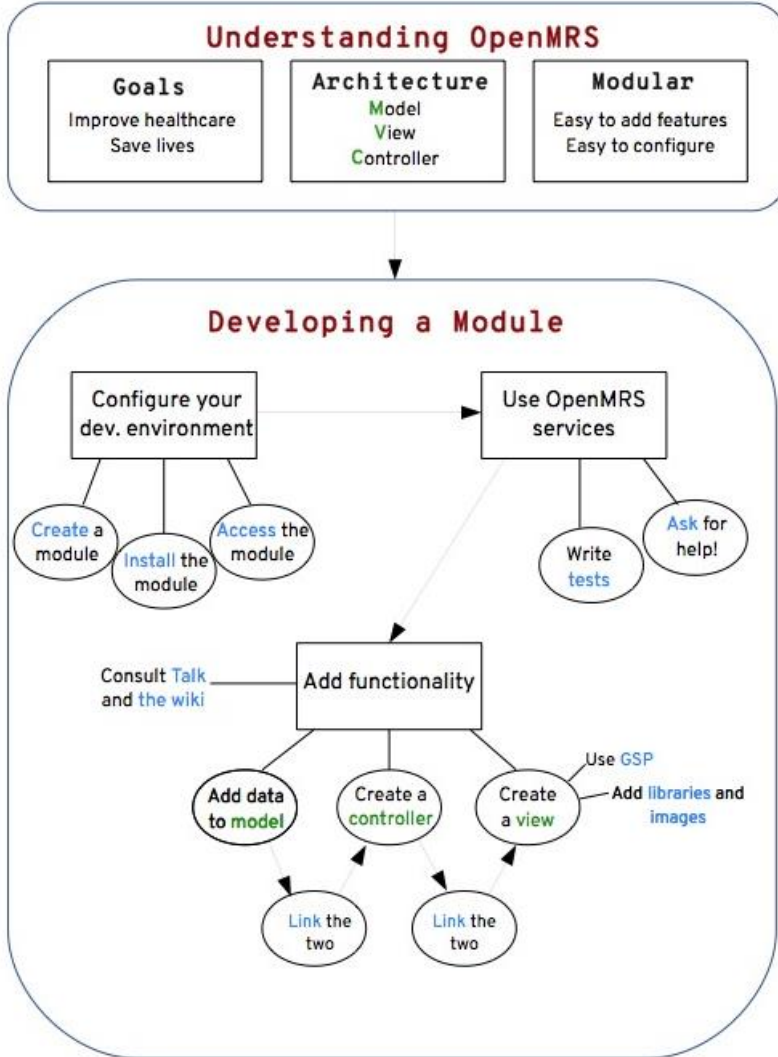 Understanding OpenMRS
Goals
Improve healthcare
Save lives
Architecture
Model
View
Controller
Modular
Easy to add features
Easy to configure
Developing a Module
Configure your
dev. environment
Use OpenMRS
services
Create a
module
Install the
module
Access the
module
Write
tests
Ask for
help!
Consult Talk
and the wiki
Add functionality
Add data
to model
Create a
controller
Create
a view
Use GSP
Add libraries and
images
Link the
two
Link the
two